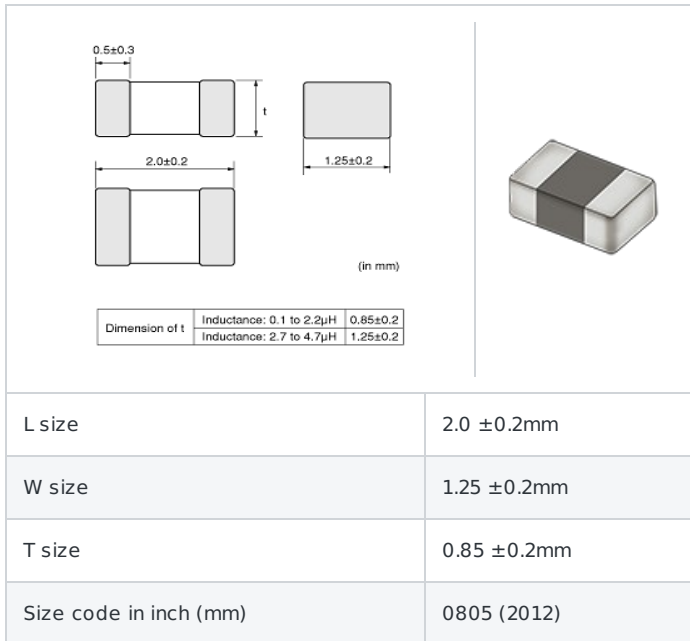 0.5±0.3
t
2.0±0.2
1.25±0.2
(in mm)
Dimension of t
Inductance: 0.1 to 2.2µH 0.85±0.2
Inductance: 2.7 to 4.7µH 1.25±0.2
L size 2.0 ±0.2mm
W size 1.25 ±0.2mm
T size 0.85 ±0.2mm
Size code in inch (mm) 0805 (2012)